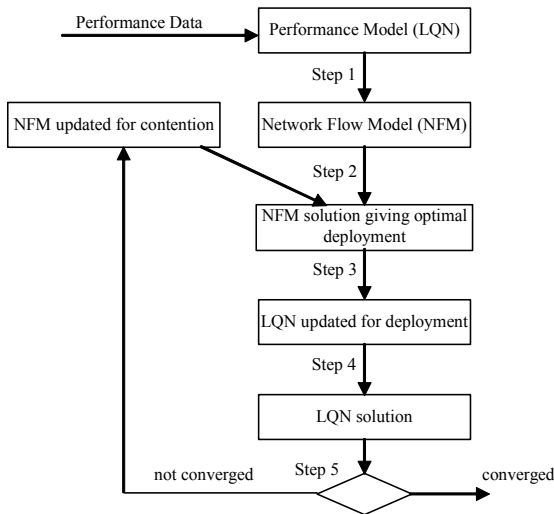 Performance Data
Performance Model (LQN)
Step 1
NFM updated for contention
Network Flow Model (NFM)
Step 2
NFM solution giving optimal
deployment
Step 3
LQN updated for deployment
Step 4
LQN solution
Step 5
not converged
converged